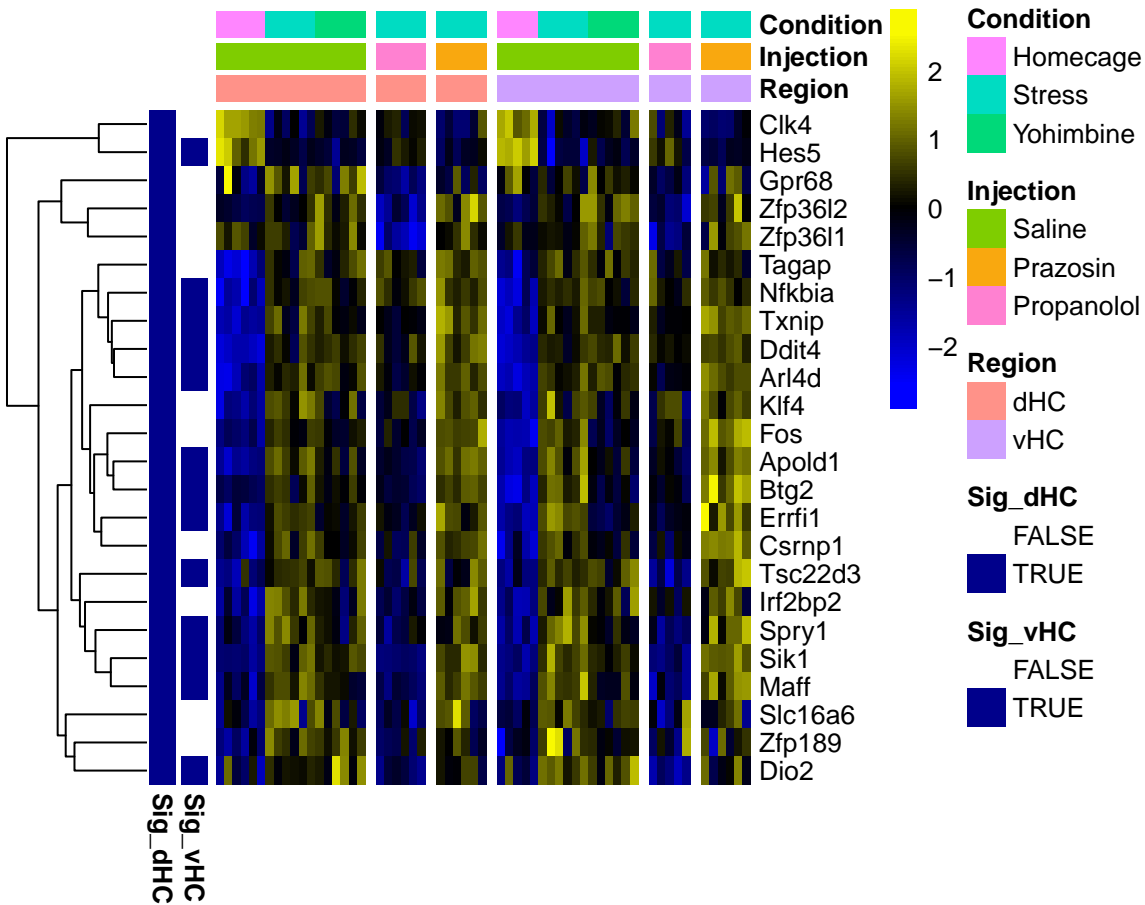 Condition
Injection
Region
Clk4
Hes5
Gpr68
Zfp36l2
Zfp36l1
Tagap
Nfkbia
Txnip
Ddit4
Arl4d
Klf4
Fos
Apold1
Btg2
Errfi1
Csrnp1
Tsc22d3
Irf2bp2
Spry1
Sik1
Maff
Slc16a6
Zfp189
Dio2
Sig_dHC
Sig_vHC
2
1
0
−1
−2
Condition
Homecage
Stress
Yohimbine
Injection
Saline
Prazosin
Propanolol
Region
dHC
vHC
Sig_dHC
FALSE
TRUE
Sig_vHC
FALSE
TRUE